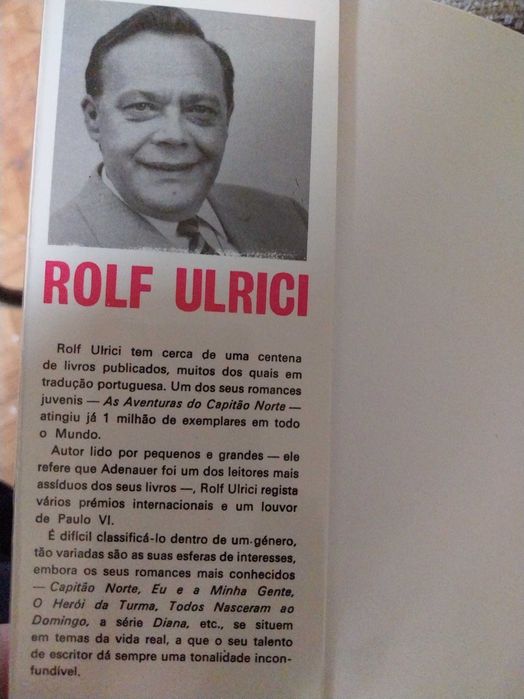 ROLF ULRICI
Rolf Ulrici tem cerca de uma centena
de livros publicados, muitos dos quais em
tradução portuguesa. Um dos seus romances
juvenis — As Aventuras do Capitão Norte —
atingiu já 1 milhão de exemplares em todo
o Mundo.
Autor lido por pequenos e grandes — ele
refere que Adenauer foi um dos leitores mais
assíduos dos seus livros —, Rolf Ulrici regista
vários prémios internacionais e um louvor
de Paulo VI.
É difícil classificá-lo dentro de um género,
tão variadas são as suas esferas de interesses,
embora os seus romances mais conhecidos
— Capitão Norte, Eu e a Minha Gente,
O Herói da Turma, Todos Nasceram ao
Domingo, a série Diana, etc., se situem
em temas da vida real, a que o seu talento
de escritor dá sempre uma tonalidade incon-
fundível.